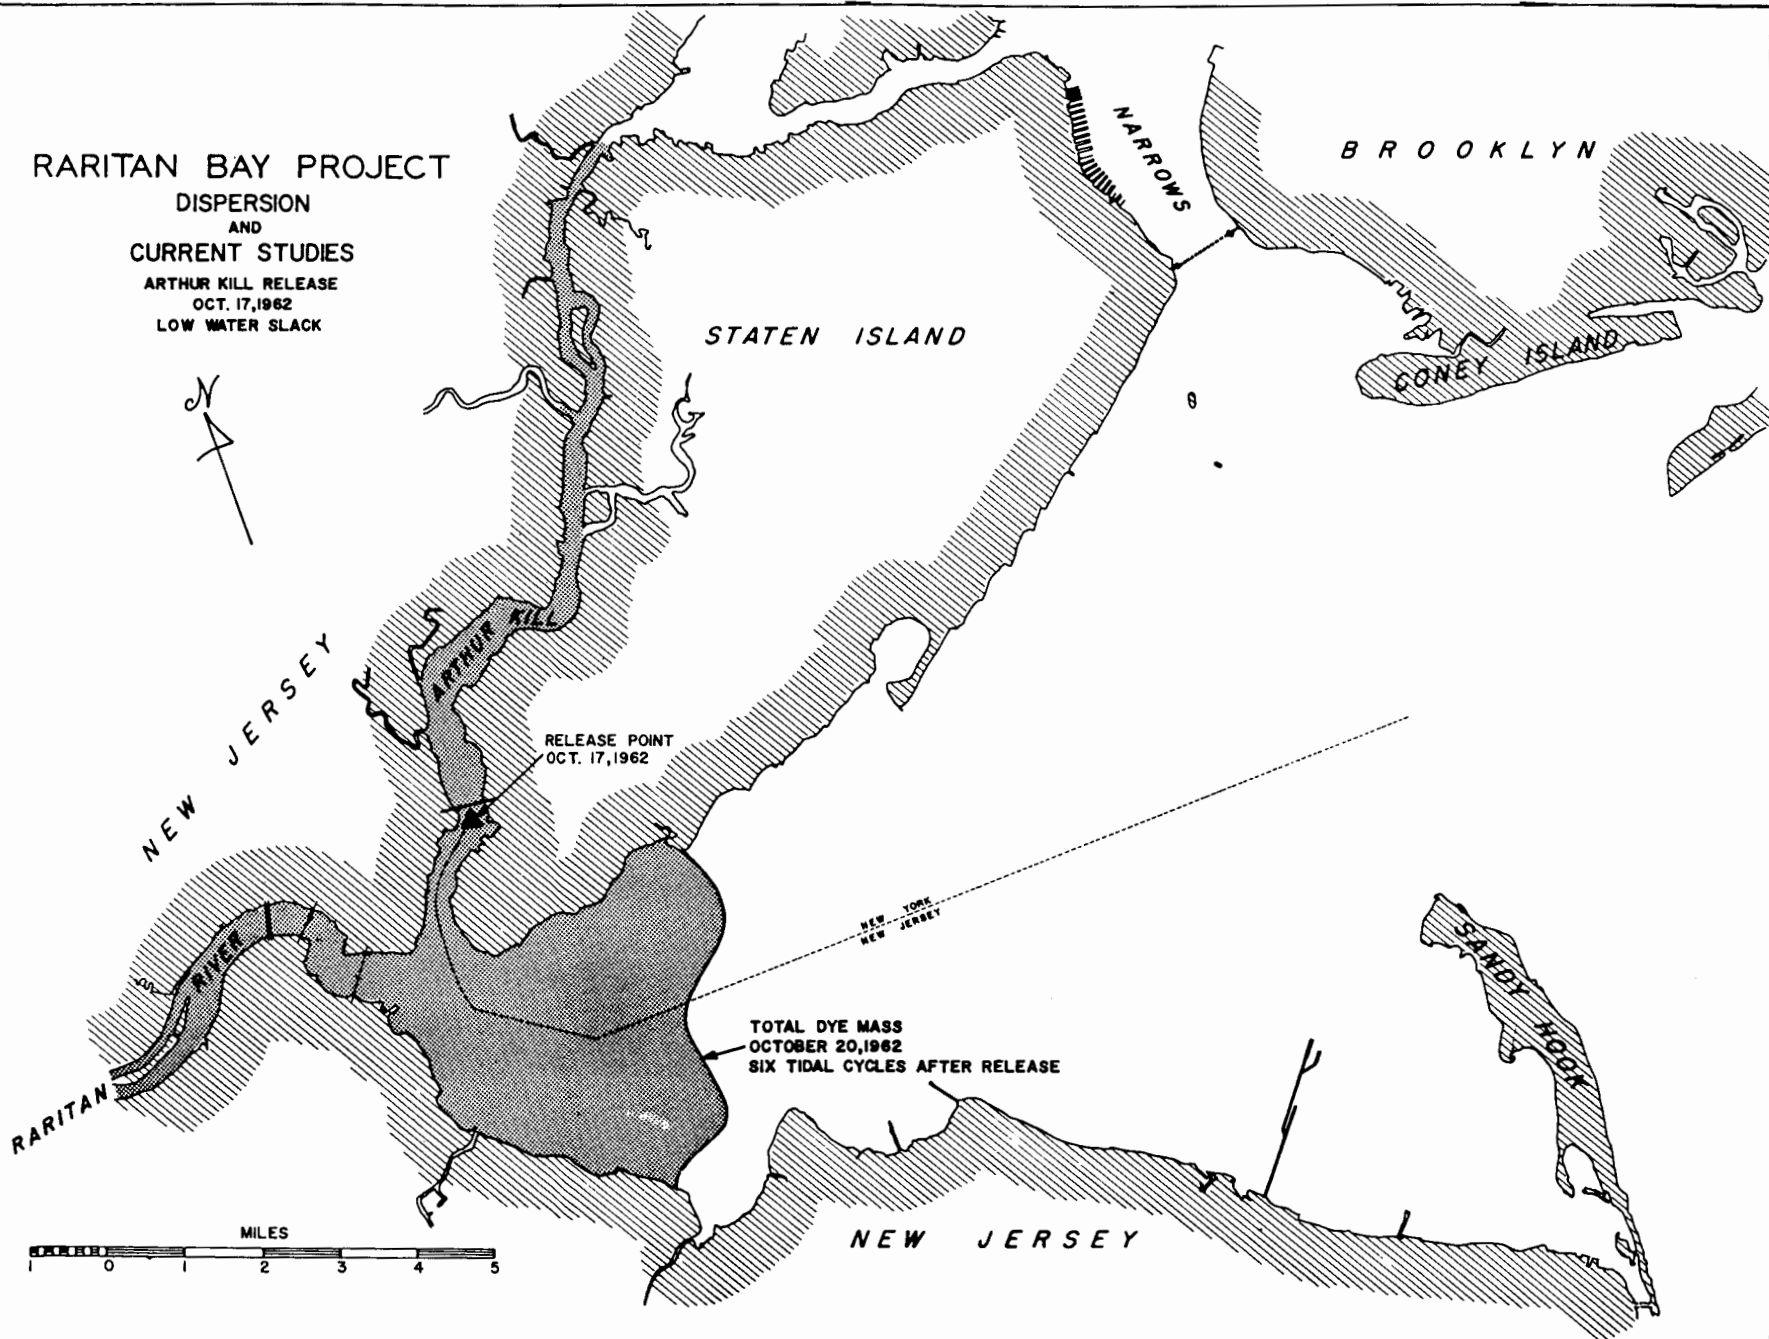 RARITAN BAY PROJECT
DISPERSION
AND
CURRENT STUDIES
ARTHUR KILL RELEASE
OCT. 17, 1962
LOW WATER SLACK
N
NARROWS
BROOKLYN
STATEN ISLAND
CONEY ISLAND
ARTHUR KILL
NEW JERSEY
RELEASE POINT
OCT. 17, 1962
NEW YORK
NEW JERSEY
SANDY HOOK
RARITAN RIVER
TOTAL DYE MASS
OCTOBER 20, 1962
SIX TIDAL CYCLES AFTER RELEASE
NEW JERSEY
MILES
1 0 1 2 3 4 5